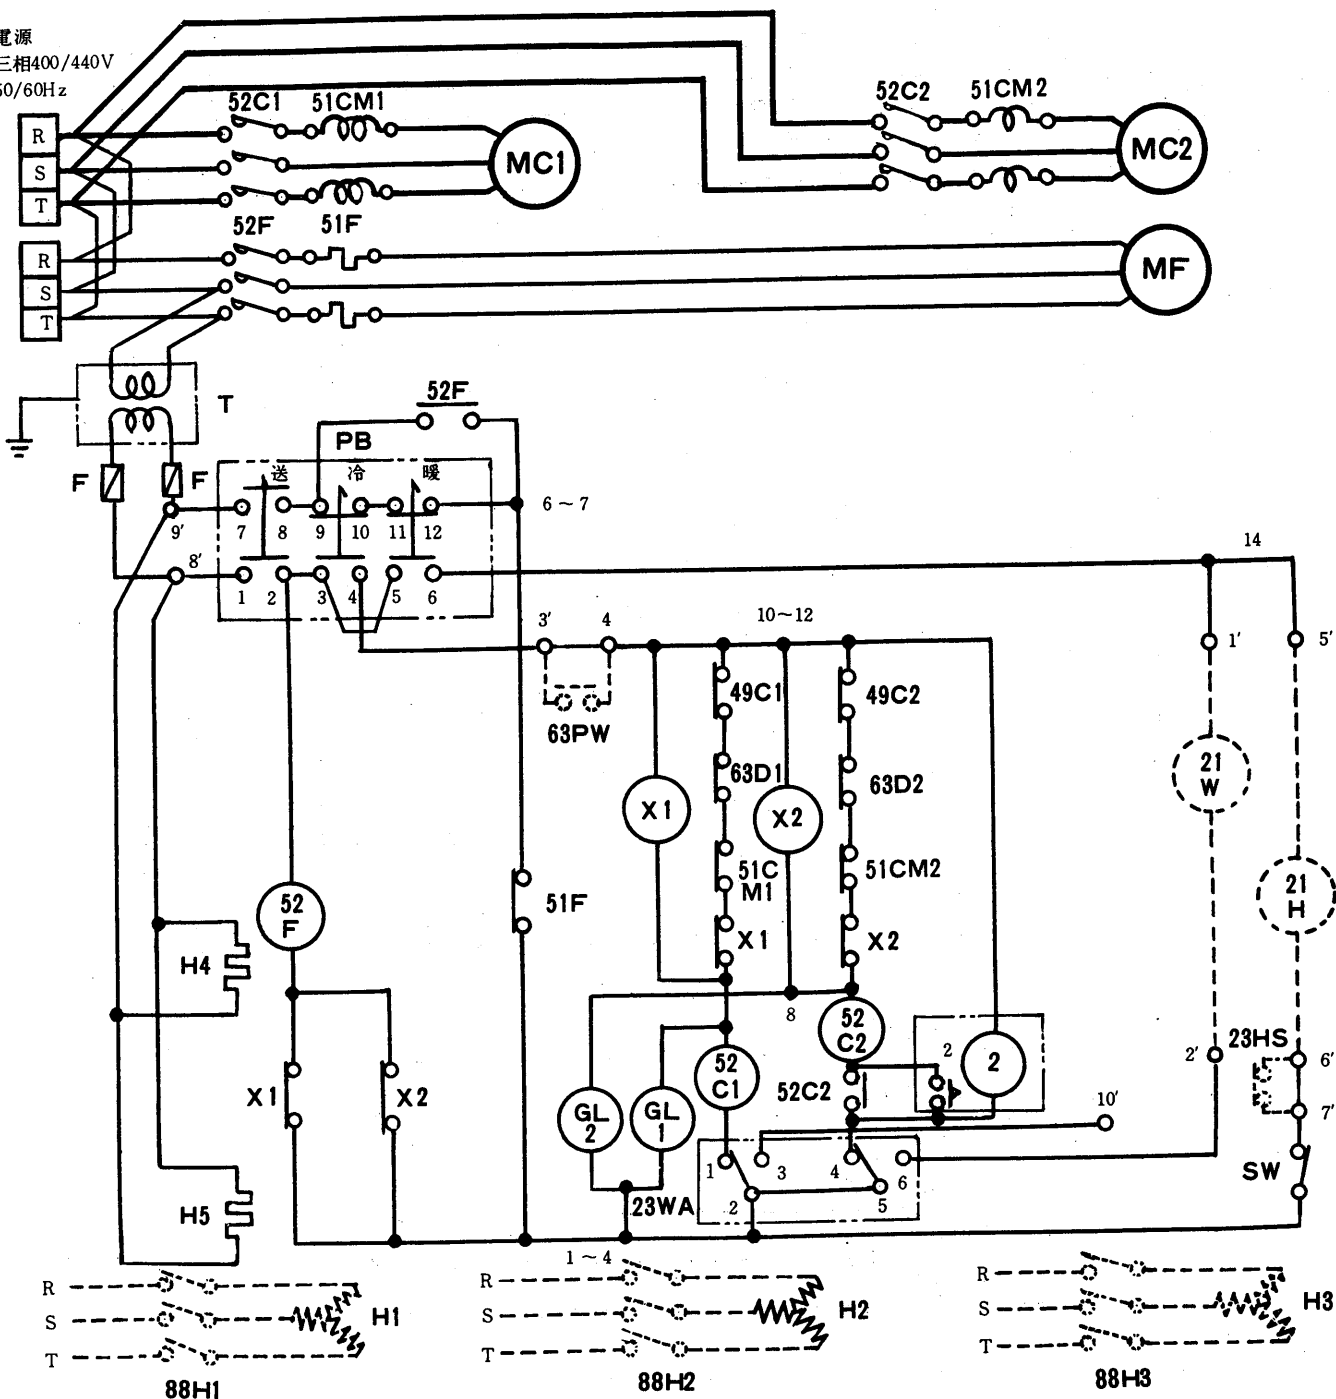 電源
三相400/440V
50/60Hz
52C1 51CM1
52C2 51CM2
R
S
T
MC1
MC2
52F 51F
R
S
T
MF
T
52F
PB
送 冷 暖
F F
9' 7 8 9 10 11 12
6～7
8'
1 2 3 4 5 6
14
3' 4
10～12
1' 5'
63PW
49C1 49C2
63D1 63D2
X1 X2
21
W
51C
M1
51CM2
21
H
51F
X1 X2
52
F
H4
8
52
C2
52
C1
2 2
2' 23HS 6'
52C2
10' 7'
X1 X2
GL
2
GL
1
1 3 4 6
2 5
23WA
SW
H5
1～4
R
S
T
H1
88H1
R
S
T
H2
88H2
R
S
T
H3
88H3